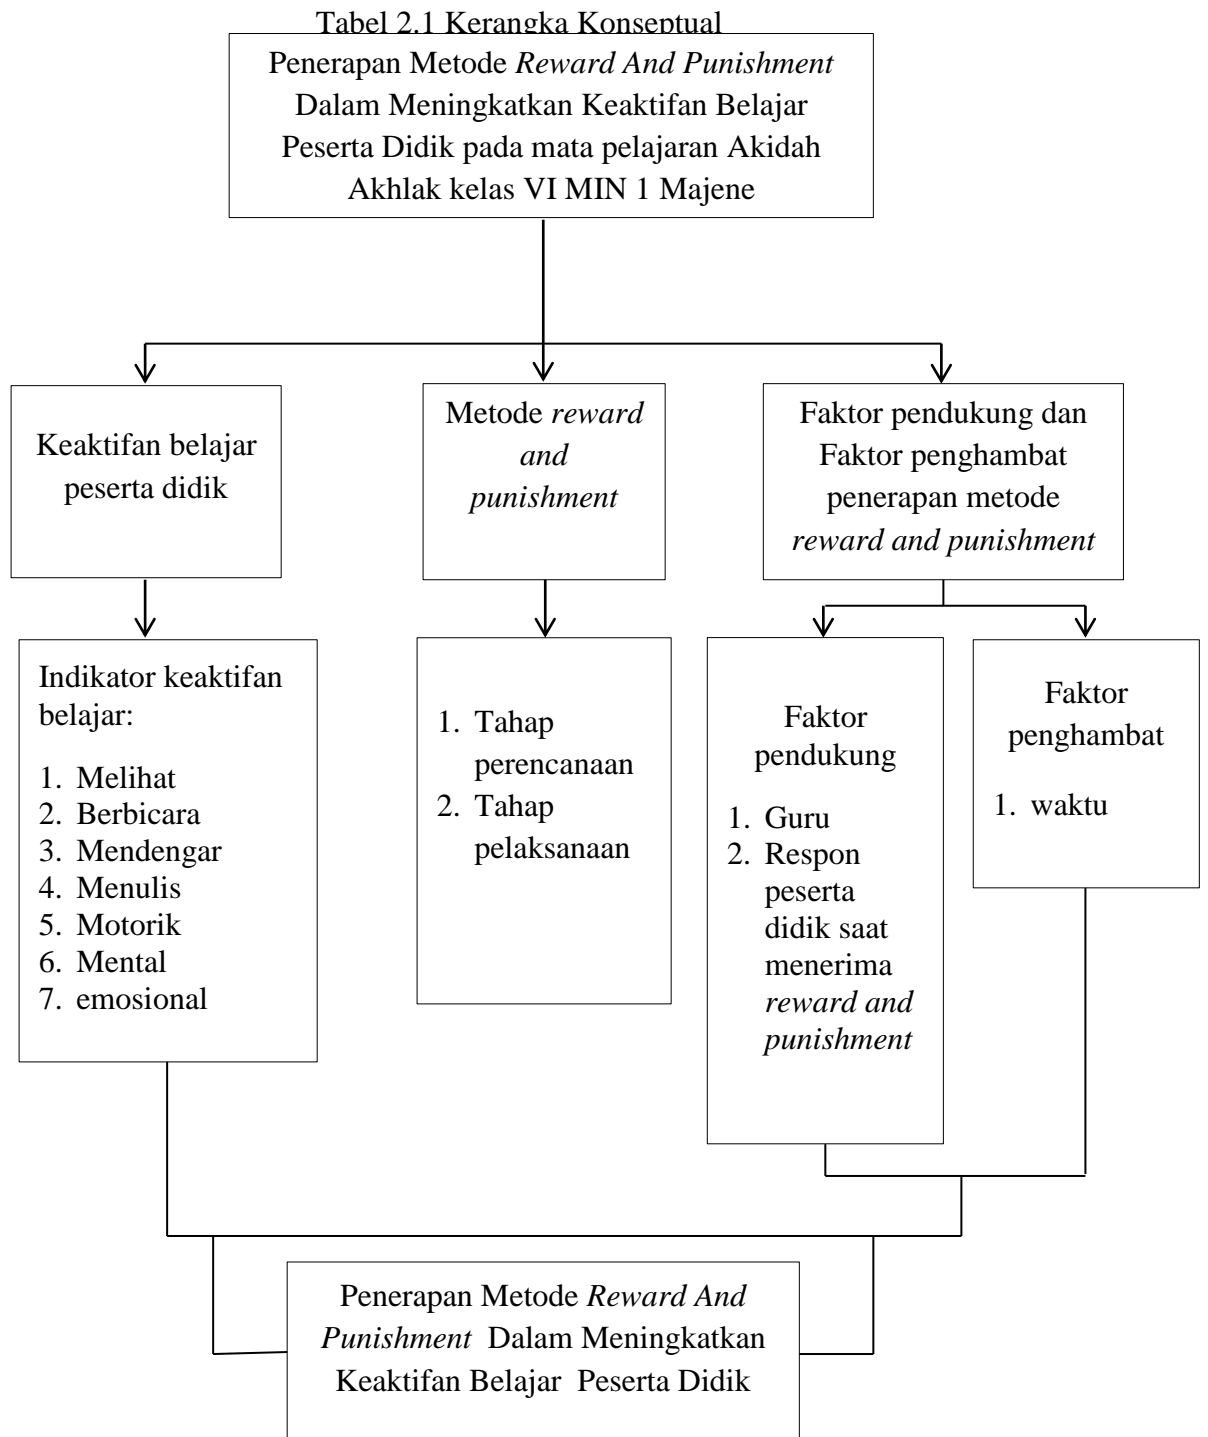 Tabel 2.1 Kerangka Konseptual
Penerapan Metode Reward And Punishment
Dalam Meningkatkan Keaktifan Belajar
Peserta Didik pada mata pelajaran Akidah
Akhlak kelas VI MIN 1 Majene
Keaktifan belajar
peserta didik
Metode reward
and
punishment
Faktor pendukung dan
Faktor penghambat
penerapan metode
reward and punishment
Indikator keaktifan
belajar:
1. Melihat
2. Berbicara
3. Mendengar
4. Menulis
5. Motorik
6. Mental
7. emosional
1. Tahap
perencanaan
2. Tahap
pelaksanaan
Faktor
pendukung
1. Guru
2. Respon
peserta
didik saat
menerima
reward and
punishment
Faktor
penghambat
1. waktu
Penerapan Metode Reward And
Punishment Dalam Meningkatkan
Keaktifan Belajar Peserta Didik